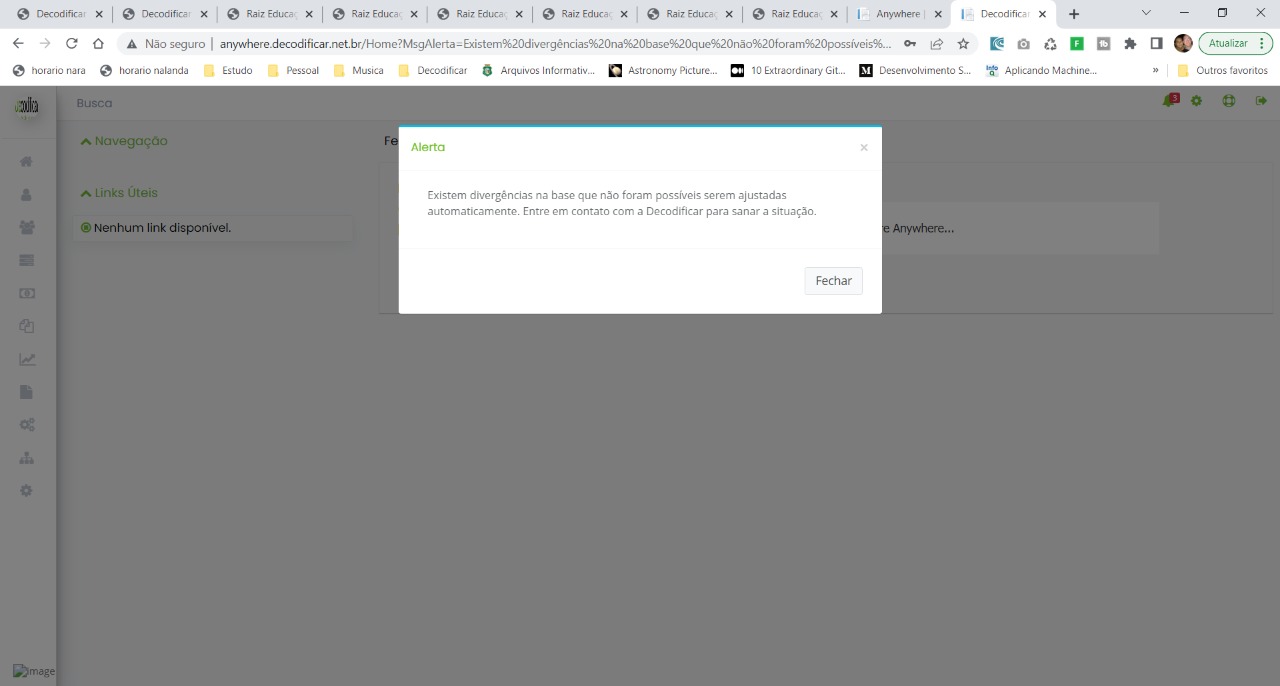 Decodificar
Decodificar
Raiz Educaç
Raiz Educaç
Raiz Educaç
Raiz Educaç
Raiz Educaç
Raiz Educaç
Anywhere |
Decodificar
Não seguro | anywhere.decodificar.net.br/Home?MsgAlerta=Existem%20divergências%20na%20base%20que%20não%20foram%20possíveis%...
Atualizar
horario nara
horario nalanda
Estudo
Pessoal
Musica
Decodificar
Arquivos Informativ...
Astronomy Picture...
10 Extraordinary Git...
Desenvolvimento S...
Aplicando Machine...
»
Outros favoritos
Busca
3
Navegação
Fe
Links Úteis
Nenhum link disponível.
Alerta
×
Existem divergências na base que não foram possíveis serem ajustadas
automaticamente. Entre em contato com a Decodificar para sanar a situação.
re Anywhere...
Fechar
Image